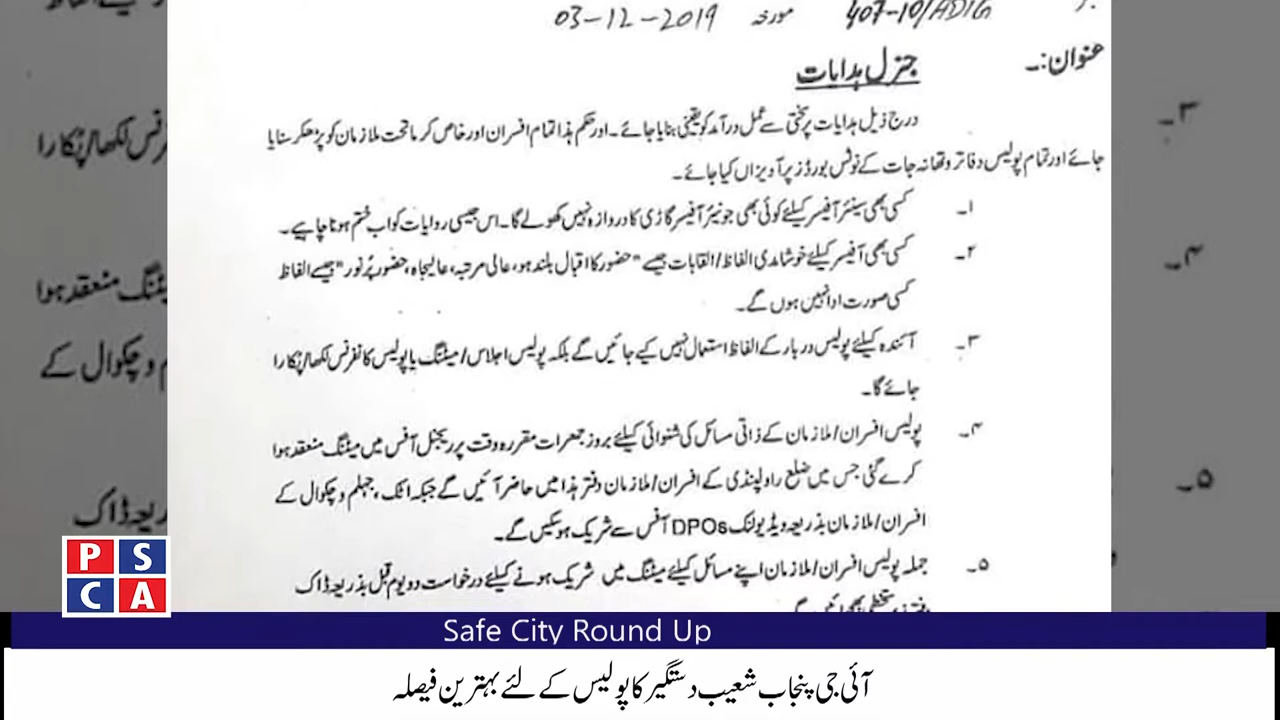 مورخہ 03-12-2019
407-10/ADIG
عنوان:۔ جنرل ہدایات
درج ذیل ہدایات پر سختی سے عمل درآمد کو یقینی بنایا جائے۔ اور حکم ہذا تمام افسران اور خاص کر ماتحت ملازمان کو پڑھ کر سنایا
جائے اور تمام پولیس دفاتر و تھانہ جات کے نوٹس بورڈز پر آویزاں کیا جائے۔
۱۔ کسی بھی سینئر آفیسر کیلئے کوئی بھی جونیئر آفیسر گاڑی کا دروازہ نہیں کھولے گا۔ اس جیسی روایات کو اب ختم ہونا چاہیے۔
۲۔ کسی بھی آفیسر کیلئے خوشامدی الفاظ/القابات جیسے "حضور کا اقبال بلند ہو، عالی مرتبہ، عالیجاہ، حضور پُر نور" جیسے الفاظ
کسی صورت ادا نہیں ہوں گے۔
۳۔ آئندہ کیلئے پولیس دربار کے الفاظ استعمال نہیں کیے جائیں گے بلکہ پولیس اجلاس/میٹنگ یا پولیس کانفرنس لکھا/پُکارا
جائے گا۔
۴۔ پولیس افسران/ملازمان کے ذاتی مسائل کی شنوائی کیلئے بروز جمعرات مقررہ وقت پر ریجنل آفس میں میٹنگ منعقد ہوا
کرے گئی جس میں ضلع راولپنڈی کے افسران/ملازمان دفتر ہذا میں حاضر آئیں گے جبکہ اٹک، جہلم و چکوال کے
افسران/ملازمان بذریعہ ویڈیو لنک DPOs آفس سے شریک ہو سکیں گے۔
۵۔ جملہ پولیس افسران/ملازمان اپنے مسائل کیلئے میٹنگ میں شریک ہونے کیلئے درخواست دو یوم قبل بذریعہ ڈاک
PSCA
Safe City Round Up
آئی جی پنجاب شعیب دستگیر کا پولیس کے لئے بہترین فیصلہ